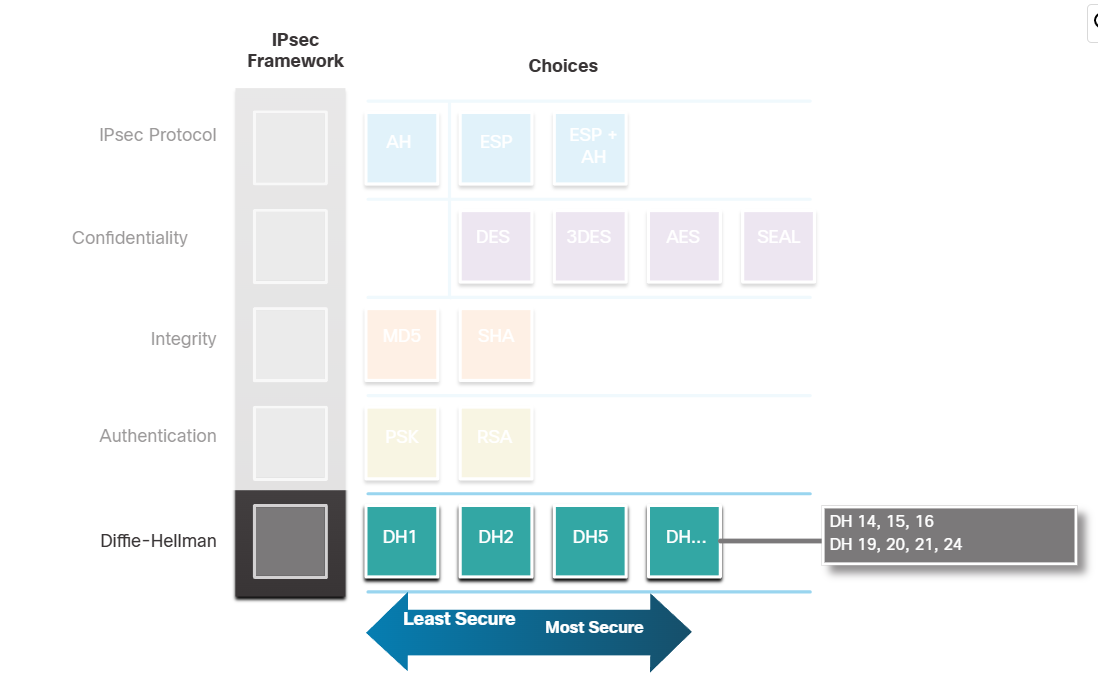 IPsec
Framework
Choices
IPsec Protocol
AH
ESP
ESP +
AH
Confidentiality
DES
3DES
AES
SEAL
Integrity
MD5
SHA
Authentication
PSK
RSA
Diffie-Hellman
DH1
DH2
DH5
DH...
DH 14, 15, 16
DH 19, 20, 21, 24
Least Secure
Most Secure